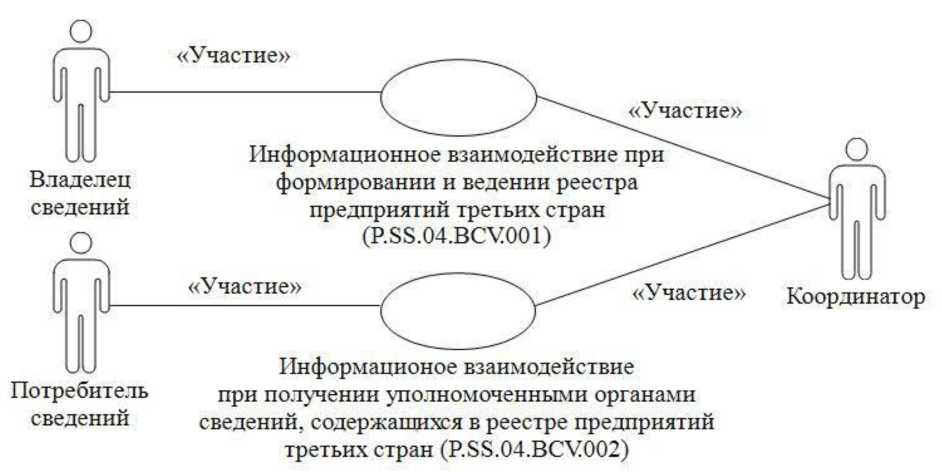 «Участие»
«Участие»
Информационное взаимодействие при
формировании и ведении реестра
предприятий третьих стран
(P.SS.04.BCV.001)
Владелец
сведений
«Участие»
«Участие»
Координатор
Информационое взаимодействие
при получении уполномоченными органами
сведений, содержащихся в реестре предприятий
третьих стран (P.SS.04.BCV.002)
Потребитель
сведений